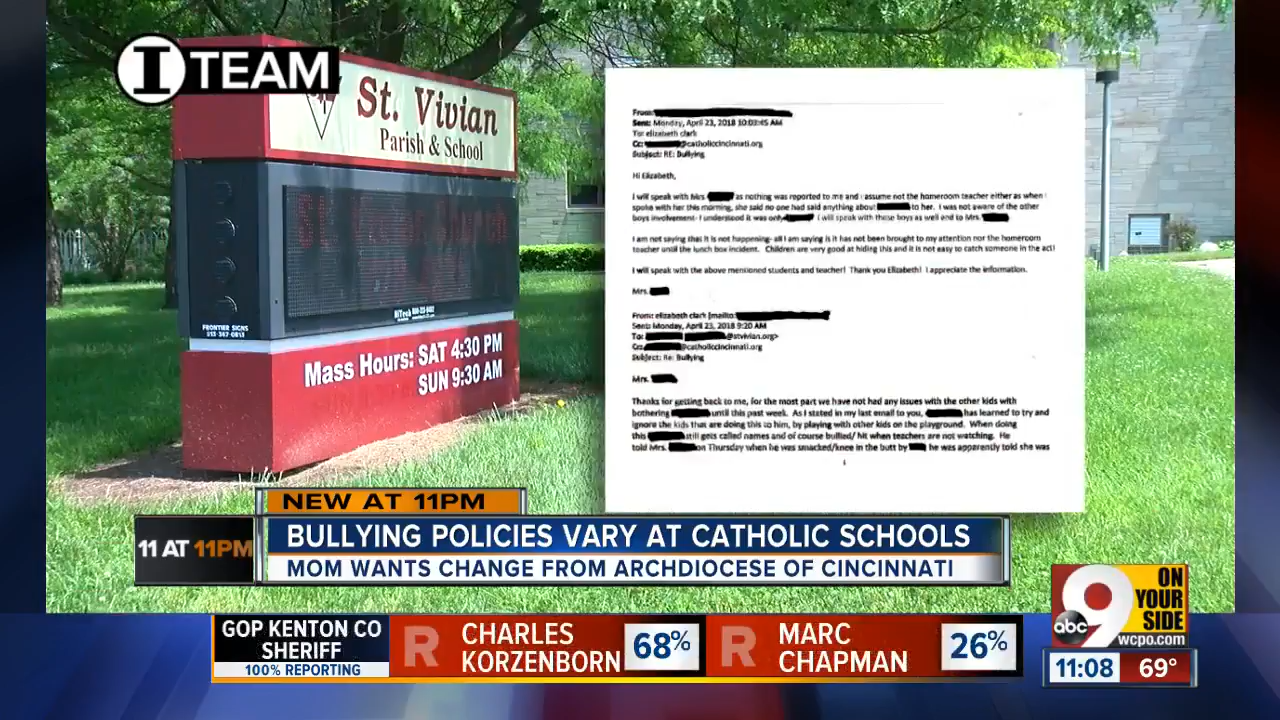 I TEAM
St. Vivian
Parish & School
HiTech
FRONTIER SIGNS
513-367-0813
Mass Hours: SAT 4:30 PM
SUN 9:30 AM
From:
Sent: Monday, April 23, 2018 10:03:45 AM
To: elizabeth clark
Cc: @catholiccincinnati.org
Subject: RE: Bullying
Hi Elizabeth,
I will speak with Mrs as nothing was reported to me and I assume not the homeroom teacher either as when I
spoke with her this morning, she said no one had said anything about to her. I was not aware of the other
boys involvement- I understood it was only I will speak with these boys as well and to Mrs.
I am not saying that it is not happening- all I am saying is it has not been brought to my attention nor the homeroom
teacher until the lunch box incident. Children are very good at hiding this and it is not easy to catch someone in the act!
I will speak with the above mentioned students and teacher! Thank you Elizabeth! I appreciate the information.
Mrs.
From: elizabeth clark [mailto:
Sent: Monday, April 23, 2018 9:20 AM
To: @stvivian.org>
Cc: @catholiccincinnati.org
Subject: Re: Bullying
Mrs.
Thanks for getting back to me, for the most part we have not had any issues with the other kids with
bothering until this past week. As I stated in my last email to you, has learned to try and
ignore the kids that are doing this to him, by playing with other kids on the playground. When doing
this still gets called names and of course bullied/ hit when teachers are not watching. He
told Mrs. on Thursday when he was smacked/knee in the butt by he was apparently told she was
NEW AT 11PM
11 AT 11PM
BULLYING POLICIES VARY AT CATHOLIC SCHOOLS
MOM WANTS CHANGE FROM ARCHDIOCESE OF CINCINNATI
GOP KENTON CO
SHERIFF
100% REPORTING
R CHARLES
KORZENBORN 68%
R MARC
CHAPMAN 26%
abc 9 ON
YOUR
SIDE
wcpo.com
11:08 69°